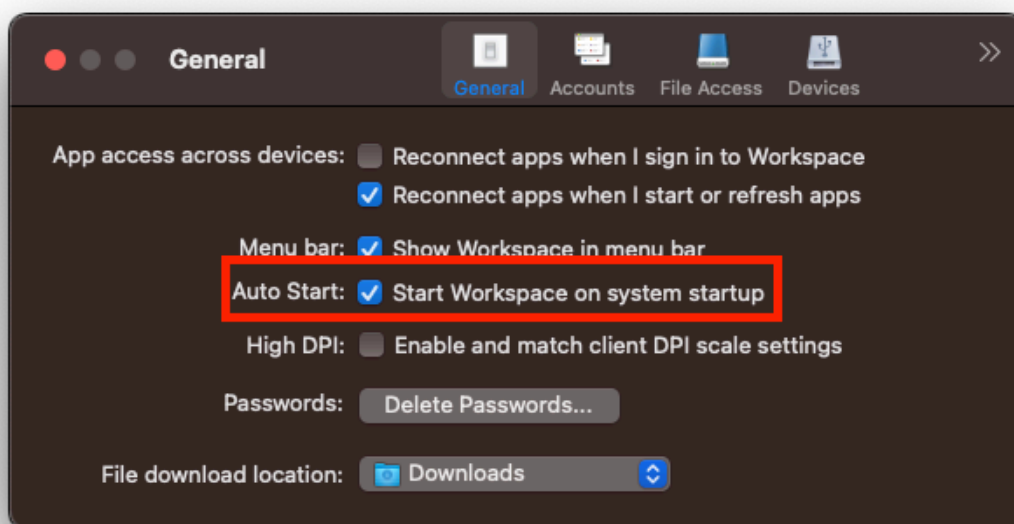 General
General Accounts File Access Devices
App access across devices: Reconnect apps when I sign in to Workspace
Reconnect apps when I start or refresh apps
Menu bar: Show Workspace in menu bar
Auto Start: Start Workspace on system startup
High DPI: Enable and match client DPI scale settings
Passwords: Delete Passwords...
File download location: Downloads